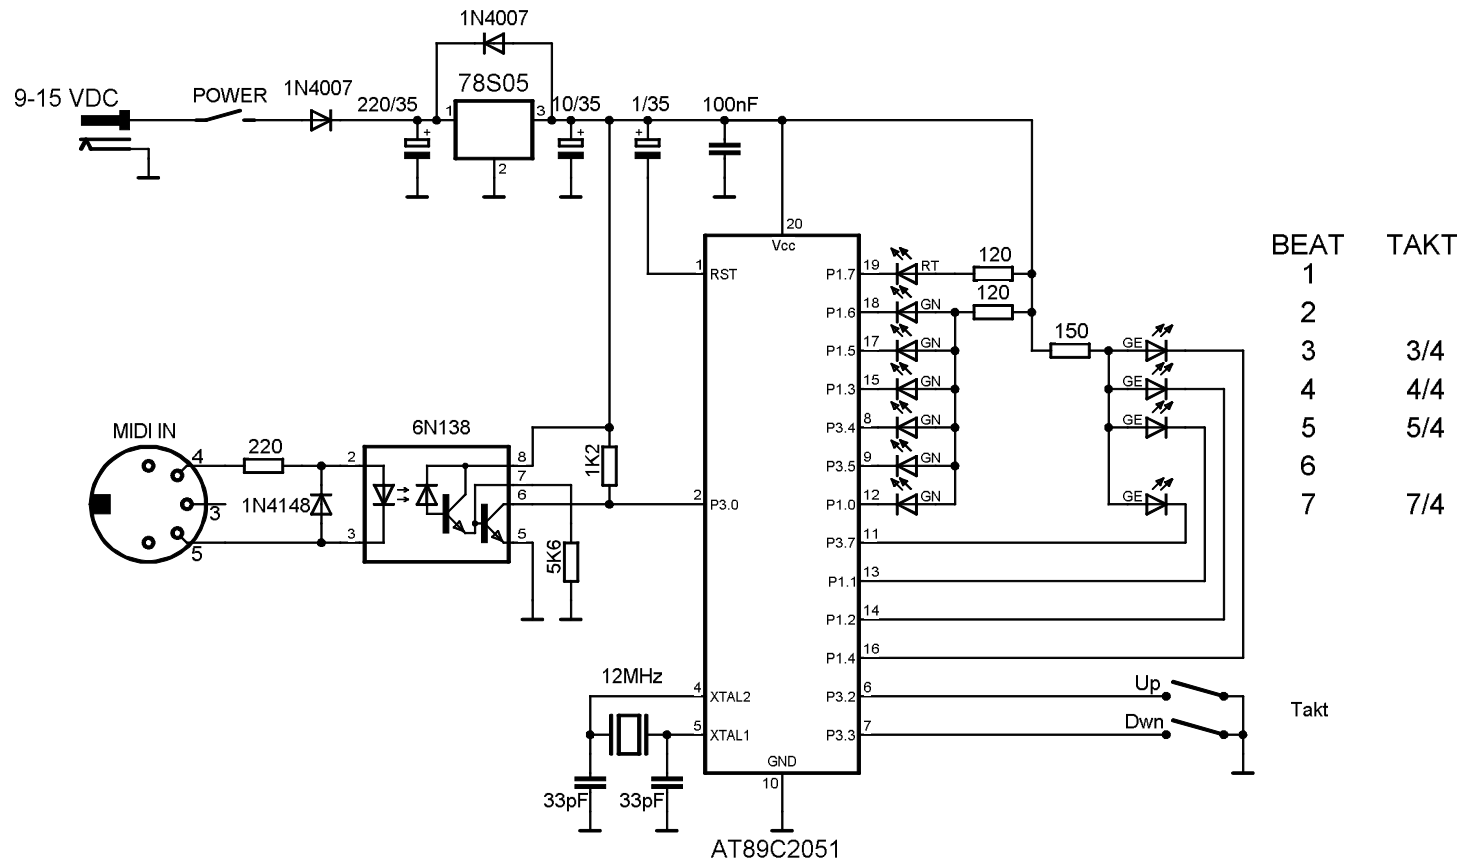 1N4007
9-15 VDC
POWER
1N4007
220/35
78S05
10/35
1/35
100nF
1
3
+
+
+
2
20
Vcc
BEAT TAKT
1 RST
P1.7 19 RT 120
1
P1.6 18 GN 120
2
P1.5 17 GN 150 GE
3 3/4
P1.3 15 GN GE
4 4/4
MIDI IN
6N138
P3.4 8 GN GE
5 5/4
4 220 2
8
1K2
P3.5 9 GN
6
7
1N4148
3
6
2 P3.0
P1.0 12 GN GE
7 7/4
5
3
5
5K6
P3.7 11
P1.1 13
P1.2 14
P1.4 16
12MHz
4 XTAL2
P3.2 6 Up
Takt
5 XTAL1
P3.3 7 Dwn
GND
10
33pF 33pF
AT89C2051